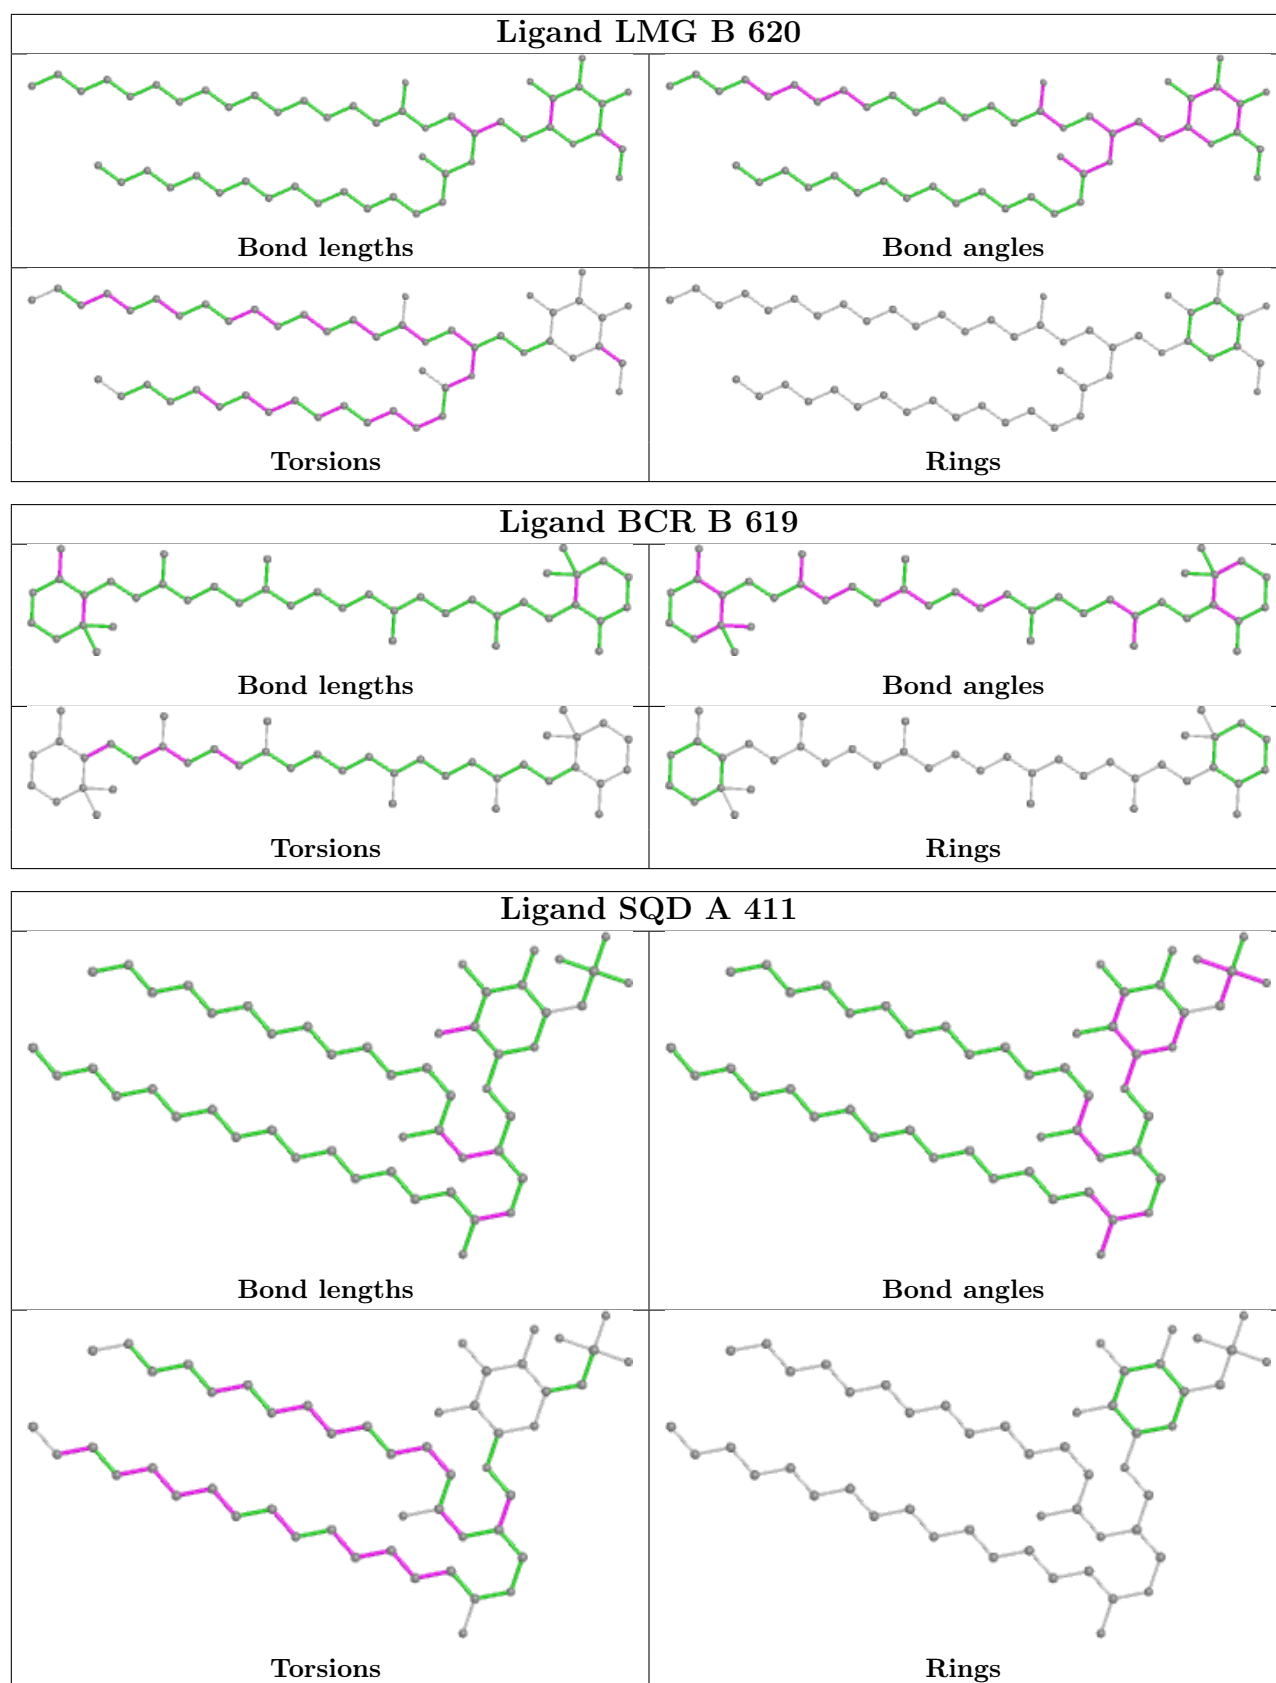 Ligand LMG B 620
Bond lengths
Bond angles
Torsions
Rings
Ligand BCR B 619
Bond lengths
Bond angles
Torsions
Rings
Ligand SQD A 411
Bond lengths
Bond angles
Torsions
Rings